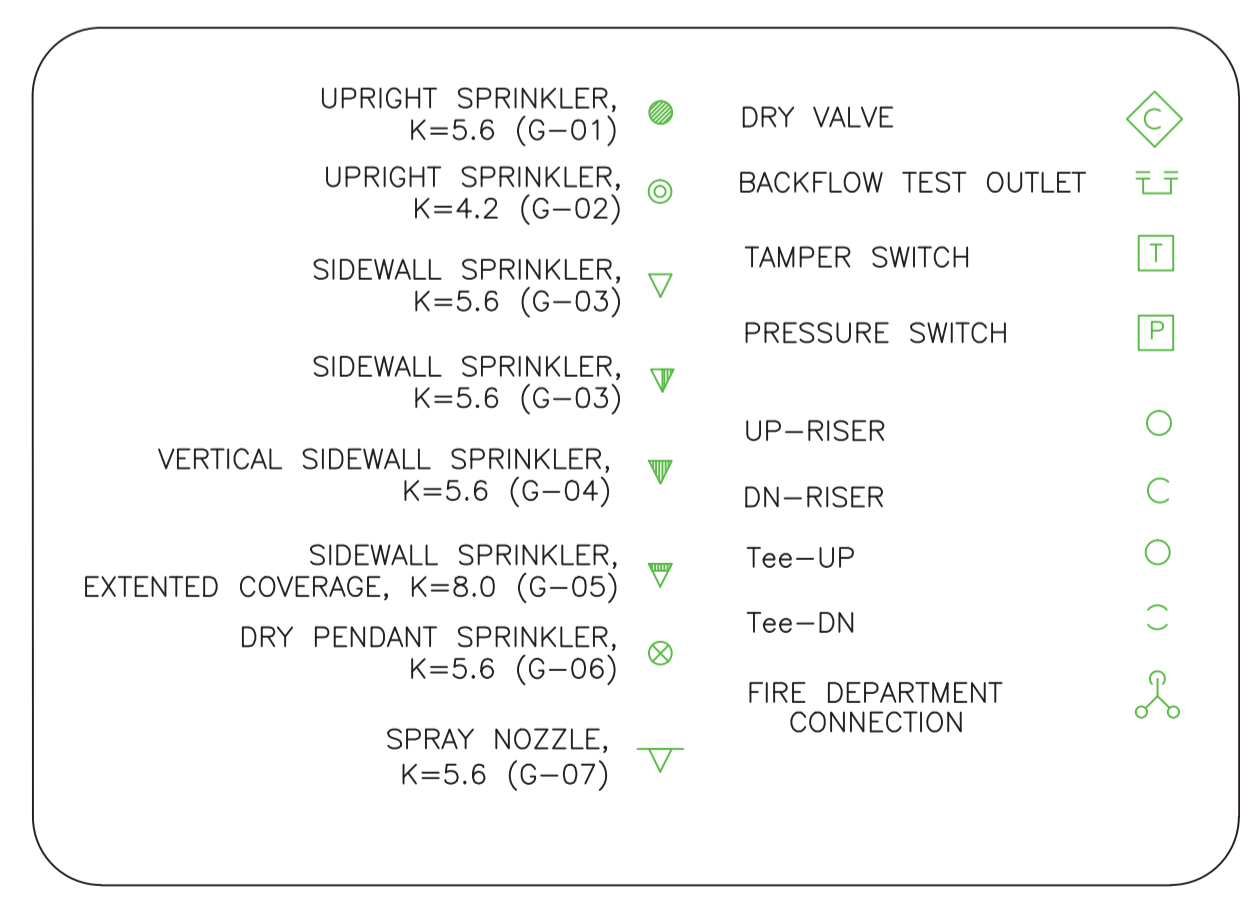 UPRIGHT SPRINKLER,
K=5.6 (G-01)
UPRIGHT SPRINKLER,
K=4.2 (G-02)
SIDEWALL SPRINKLER,
K=5.6 (G-03)
SIDEWALL SPRINKLER,
K=5.6 (G-03)
VERTICAL SIDEWALL SPRINKLER,
K=5.6 (G-04)
SIDEWALL SPRINKLER,
EXTENTED COVERAGE, K=8.0 (G-05)
DRY PENDANT SPRINKLER,
K=5.6 (G-06)
SPRAY NOZZLE,
K=5.6 (G-07)
DRY VALVE C
BACKFLOW TEST OUTLET
TAMPER SWITCH T
PRESSURE SWITCH P
UP-RISER
DN-RISER
Tee-UP
Tee-DN
FIRE DEPARTMENT
CONNECTION